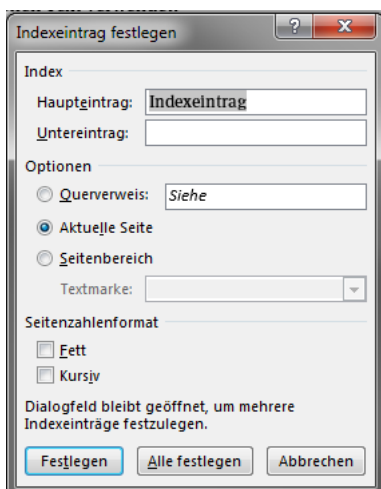 Indexeintrag festlegen
Index
Haupteintrag: Indexeintrag
Untereintrag:
Optionen
Querverweis: Siehe
Aktuelle Seite
Seitenbereich
Textmarke:
Seitenzahlenformat
Fett
Kursiv
Dialogfeld bleibt geöffnet, um mehrere
Indexeinträge festzulegen.
Festlegen Alle festlegen Abbrechen